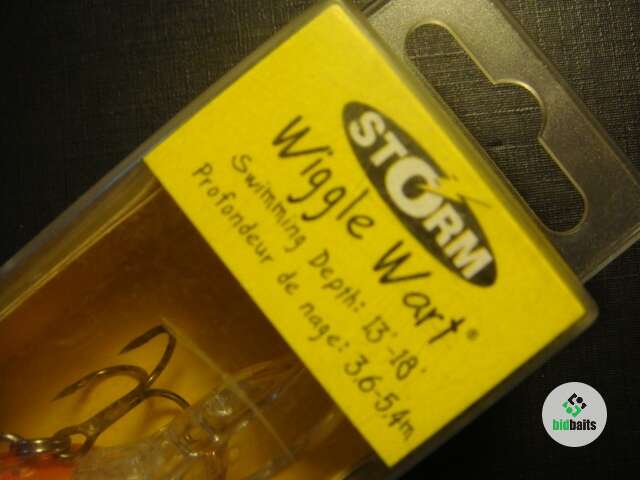 STORM
Wiggle Wart®
Swimming Depth: 13'-18'
Profondeur de nage: 3.6-5.4m
bidbaits